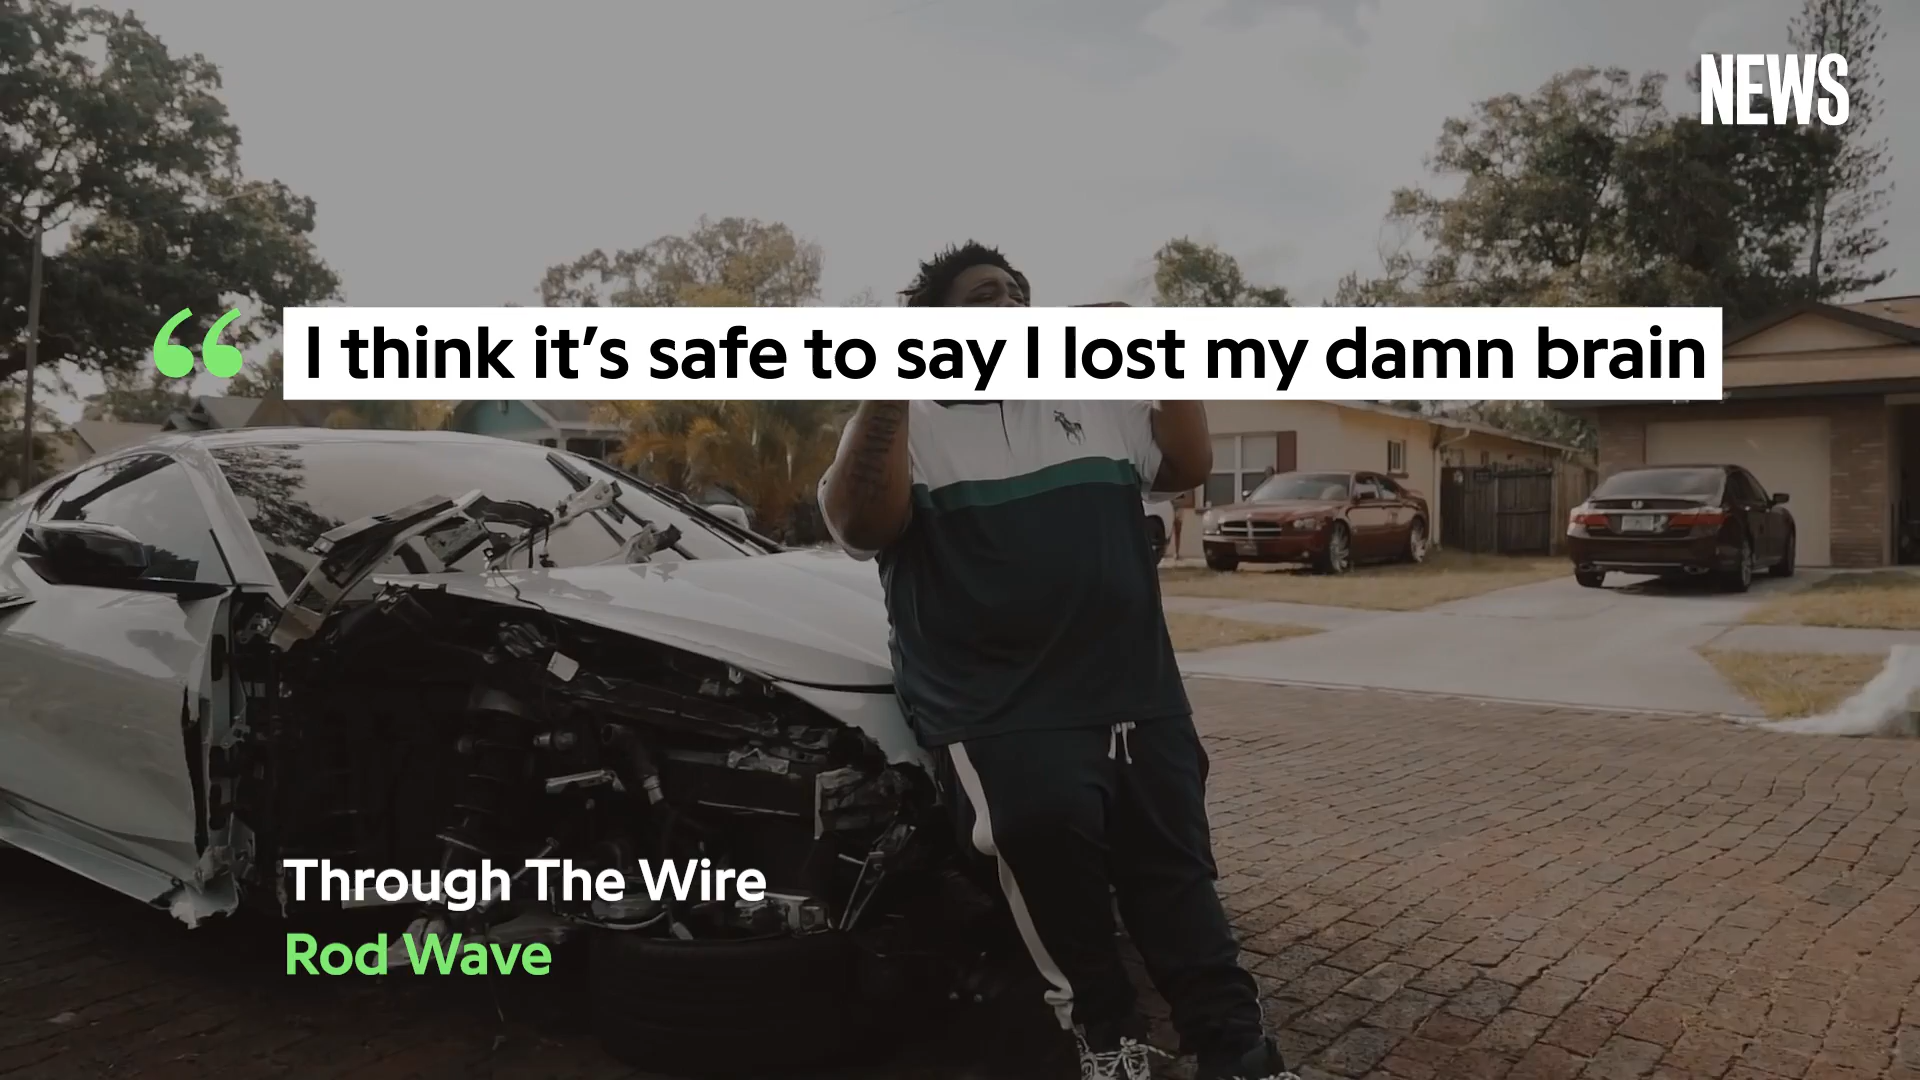 NEWS
“ I think it’s safe to say I lost my damn brain
Through The Wire
Rod Wave